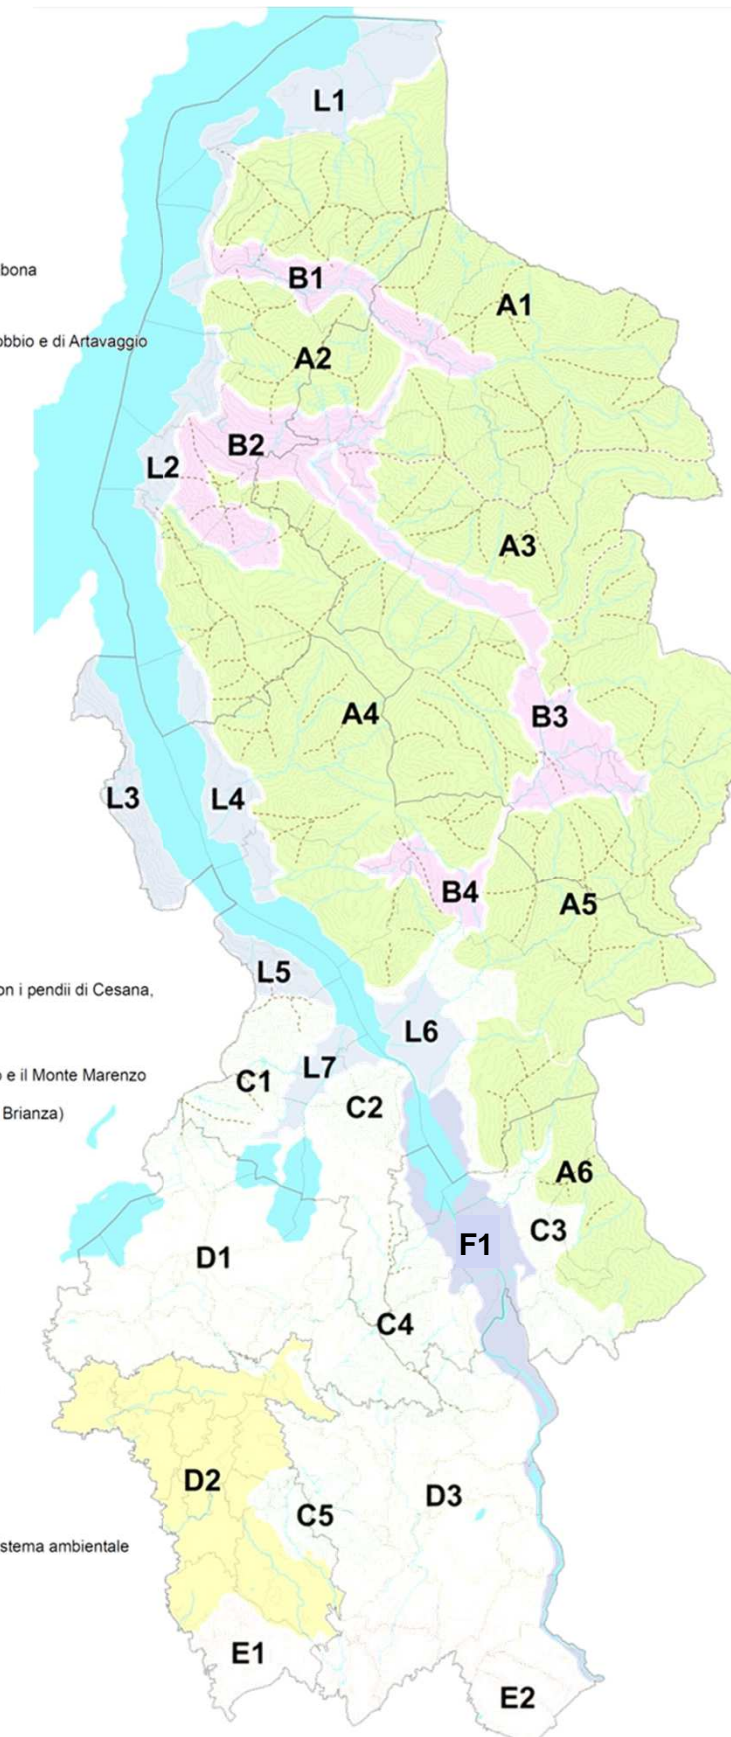 L1
bona
B1
A1
obbio e di Artavaggio
A2
B2
L2
A3
A4
B3
L3
L4
B4
A5
L5
on i pendii di Cesana,
L6
L7
o e il Monte Marenzo
C1
C2
Brianza)
A6
C3
F1
D1
C4
D2
D3
C5
stema ambientale
E1
E2